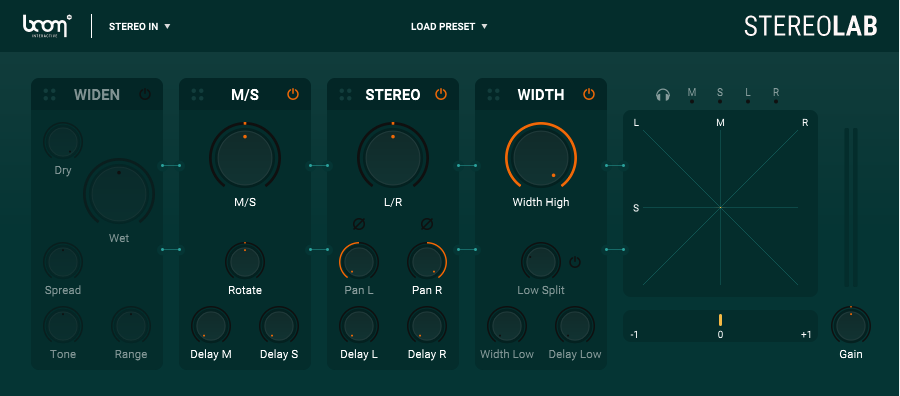 boom
INTERACTIVE
STEREO IN
LOAD PRESET
STEREOLAB
WIDEN
M/S
STEREO
WIDTH
M S L R
Dry
Wet
Spread
Tone
Range
M/S
Rotate
Delay M
Delay S
L/R
Pan L
Pan R
Delay L
Delay R
Width High
Low Split
Width Low
Delay Low
L M R
S
-1 0 +1
Gain